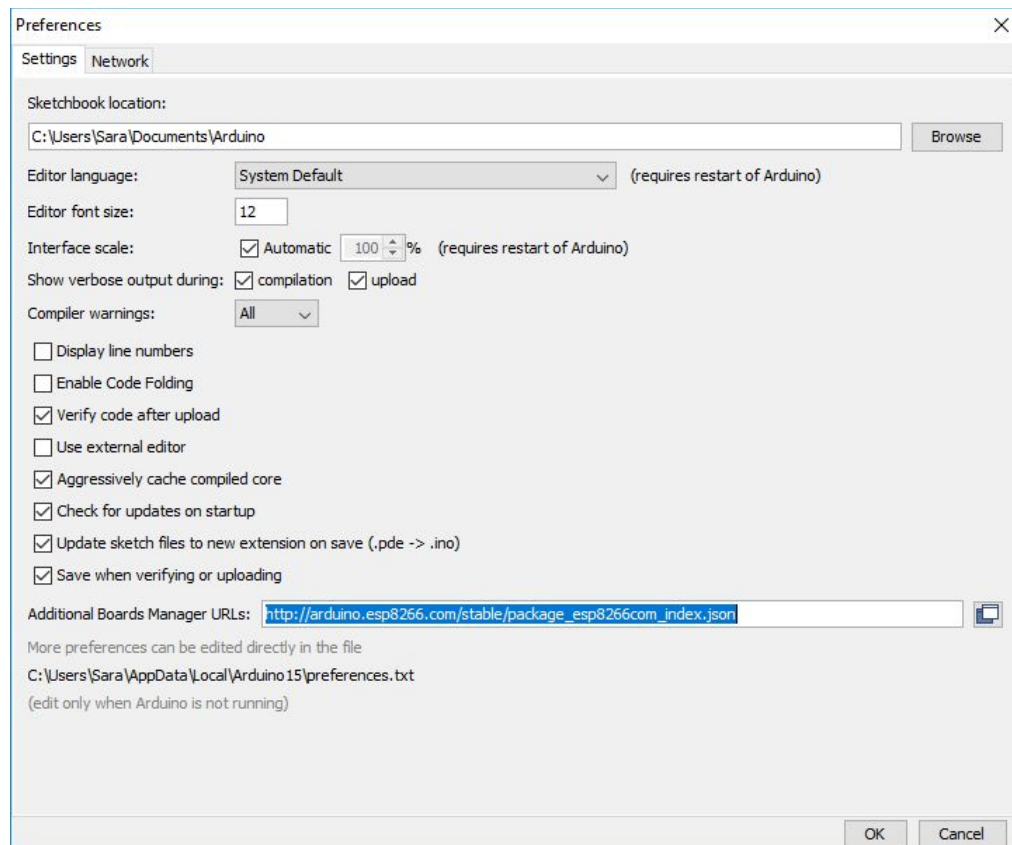 Preferences
Settings Network
Sketchbook location:
C:\Users\Sara\Documents\Arduino Browse
Editor language: System Default (requires restart of Arduino)
Editor font size: 12
Interface scale: Automatic 100 % (requires restart of Arduino)
Show verbose output during: compilation upload
Compiler warnings: All
Display line numbers
Enable Code Folding
Verify code after upload
Use external editor
Aggressively cache compiled core
Check for updates on startup
Update sketch files to new extension on save (.pde -> .ino)
Save when verifying or uploading
Additional Boards Manager URLs: http://arduino.esp8266.com/stable/package_esp8266com_index.json
More preferences can be edited directly in the file
C:\Users\Sara\AppData\Local\Arduino15\preferences.txt
(edit only when Arduino is not running)
OK Cancel